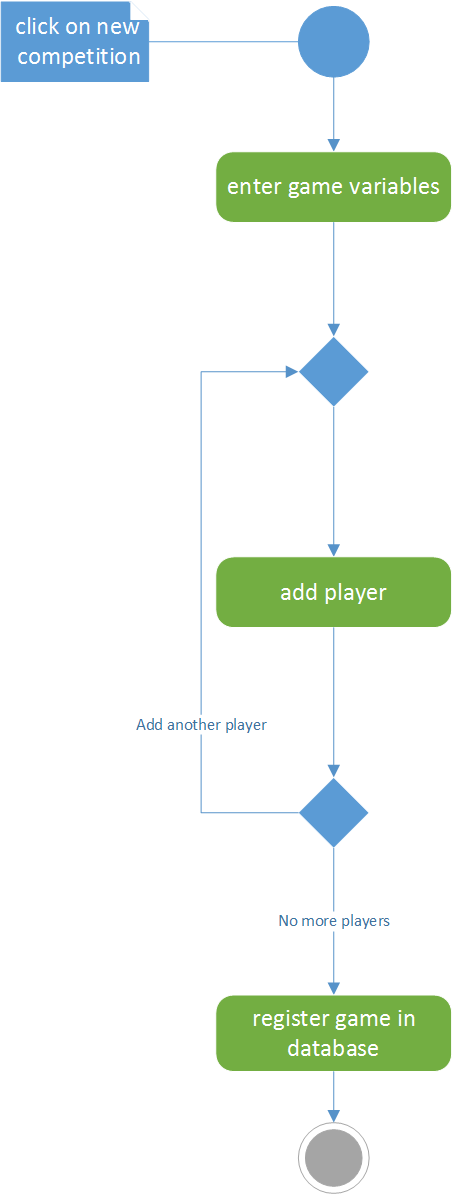 click on new
competition
enter game variables
add player
Add another player
No more players
register game in
database